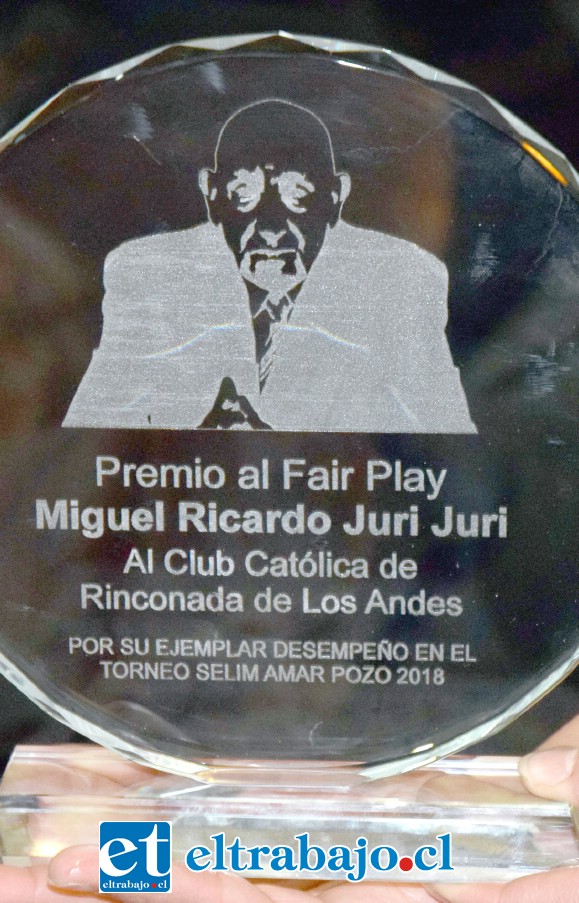 Premio al Fair Play
Miguel Ricardo Juri Juri
Al Club Católica de
Rinconada de Los Andes
POR SU EJEMPLAR DESEMPEÑO EN EL
TORNEO SELIM AMAR POZO 2018
et
eltrabajo.cl
eltrabajo.cl